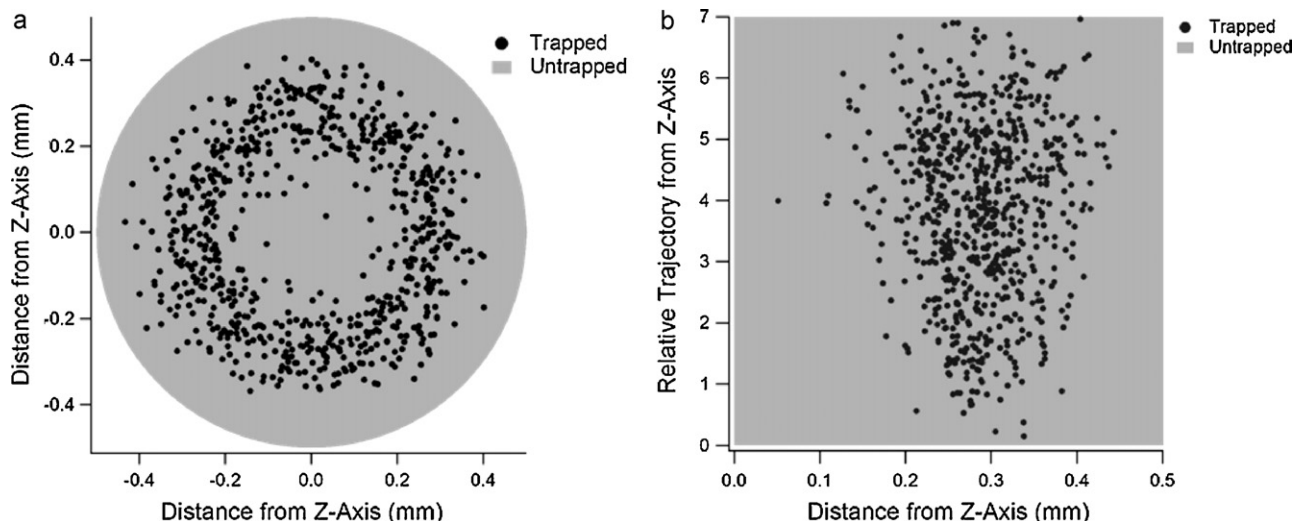 a
Trapped
Untrapped
Distance from Z-Axis (mm)
0.4
0.2
0.0
-0.2
-0.4
-0.4 -0.2 0.0 0.2 0.4
Distance from Z-Axis (mm)
b
Trapped
Untrapped
Relative Trajectory from Z-Axis
7
6
5
4
3
2
1
0
0.0 0.1 0.2 0.3 0.4 0.5
Distance from Z-Axis (mm)